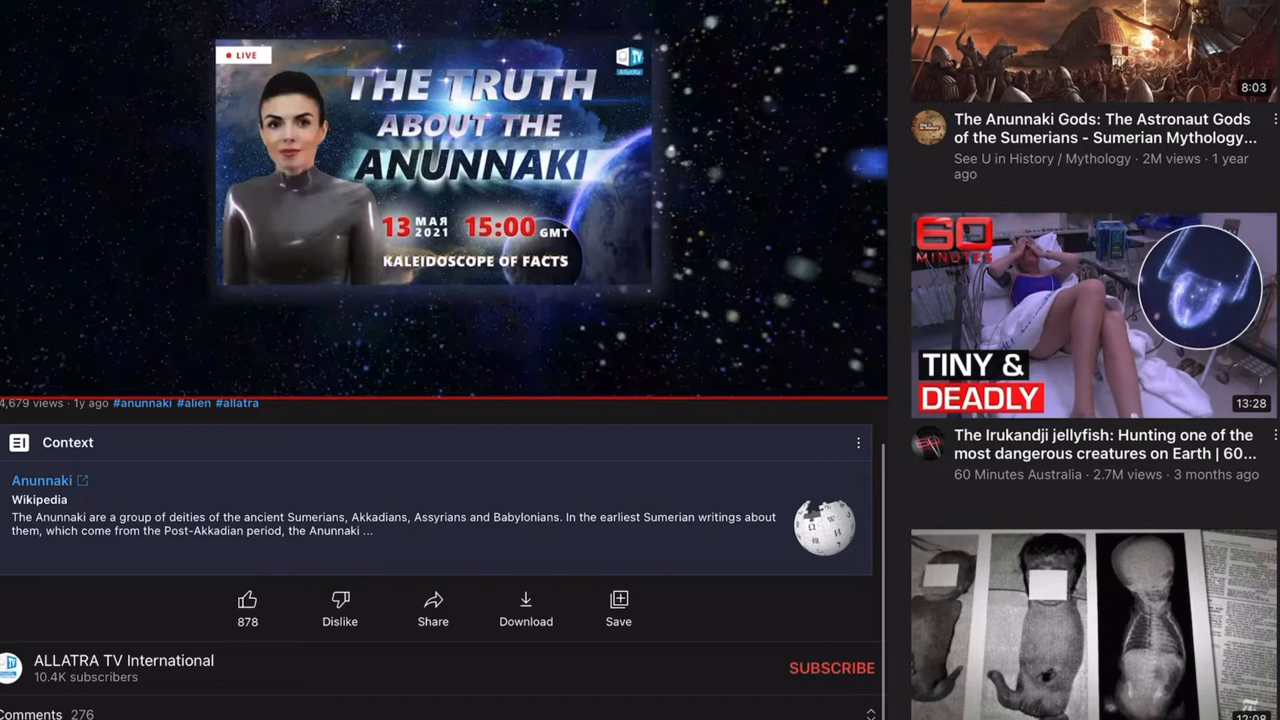 LIVE
TV
AllatRa
THE TRUTH
ABOUT THE
ANUNNAKI
13 МАЯ 2021 15:00 GMT
KALEIDOSCOPE OF FACTS
4,679 views · 1y ago #anunnaki #alien #allatra
Context
Anunnaki
Wikipedia
The Anunnaki are a group of deities of the ancient Sumerians, Akkadians, Assyrians and Babylonians. In the earliest Sumerian writings about
them, which come from the Post-Akkadian period, the Anunnaki ...
878
Dislike
Share
Download
Save
ALLATRA TV International
10.4K subscribers
SUBSCRIBE
Comments 276
8:03
The Anunnaki Gods: The Astronaut Gods
of the Sumerians - Sumerian Mythology...
See U in History / Mythology · 2M views · 1 year
ago
60
MINUTES
TINY &
DEADLY
13:28
The Irukandji jellyfish: Hunting one of the
most dangerous creatures on Earth | 60...
60 Minutes Australia · 2.7M views · 3 months ago
12:08